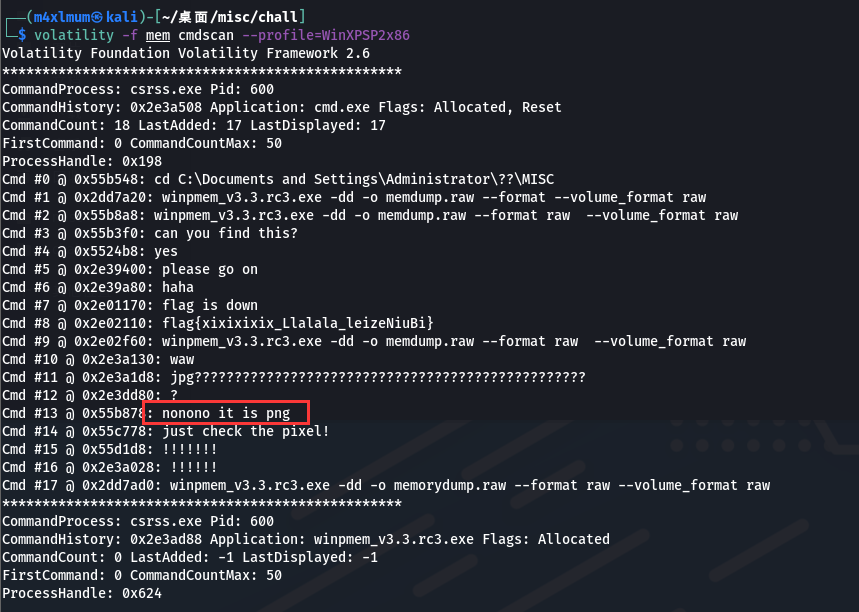 ┌──(m4xlmum㉿kali)-[~/桌面/misc/chall]
└─$ volatility -f mem cmdscan --profile=WinXPSP2x86
Volatility Foundation Volatility Framework 2.6
**************************************************
CommandProcess: csrss.exe Pid: 600
CommandHistory: 0x2e3a508 Application: cmd.exe Flags: Allocated, Reset
CommandCount: 18 LastAdded: 17 LastDisplayed: 17
FirstCommand: 0 CommandCountMax: 50
ProcessHandle: 0x198
Cmd #0 @ 0x55b548: cd C:\Documents and Settings\Administrator\??\MISC
Cmd #1 @ 0x2dd7a20: winpmem_v3.3.rc3.exe -dd -o memdump.raw --format --volume_format raw
Cmd #2 @ 0x55b8a8: winpmem_v3.3.rc3.exe -dd -o memdump.raw --format raw  --volume_format raw
Cmd #3 @ 0x55b3f0: can you find this?
Cmd #4 @ 0x5524b8: yes
Cmd #5 @ 0x2e39400: please go on
Cmd #6 @ 0x2e39a80: haha
Cmd #7 @ 0x2e01170: flag is down
Cmd #8 @ 0x2e02110: flag{xixixixix_Llalala_leizeNiuBi}
Cmd #9 @ 0x2e02f60: winpmem_v3.3.rc3.exe -dd -o memdump.raw --format raw  --volume_format raw
Cmd #10 @ 0x2e3a130: waw
Cmd #11 @ 0x2e3a1d8: jpg?????????????????????????????????????????????????
Cmd #12 @ 0x2e3dd80: ?
Cmd #13 @ 0x55b878: nonono it is png
Cmd #14 @ 0x55c778: just check the pixel!
Cmd #15 @ 0x55d1d8: !!!!!!!
Cmd #16 @ 0x2e3a028: !!!!!!
Cmd #17 @ 0x2dd7ad0: winpmem_v3.3.rc3.exe -dd -o memorydump.raw --format raw --volume_format raw
**************************************************
CommandProcess: csrss.exe Pid: 600
CommandHistory: 0x2e3ad88 Application: winpmem_v3.3.rc3.exe Flags: Allocated
CommandCount: 0 LastAdded: -1 LastDisplayed: -1
FirstCommand: 0 CommandCountMax: 50
ProcessHandle: 0x624